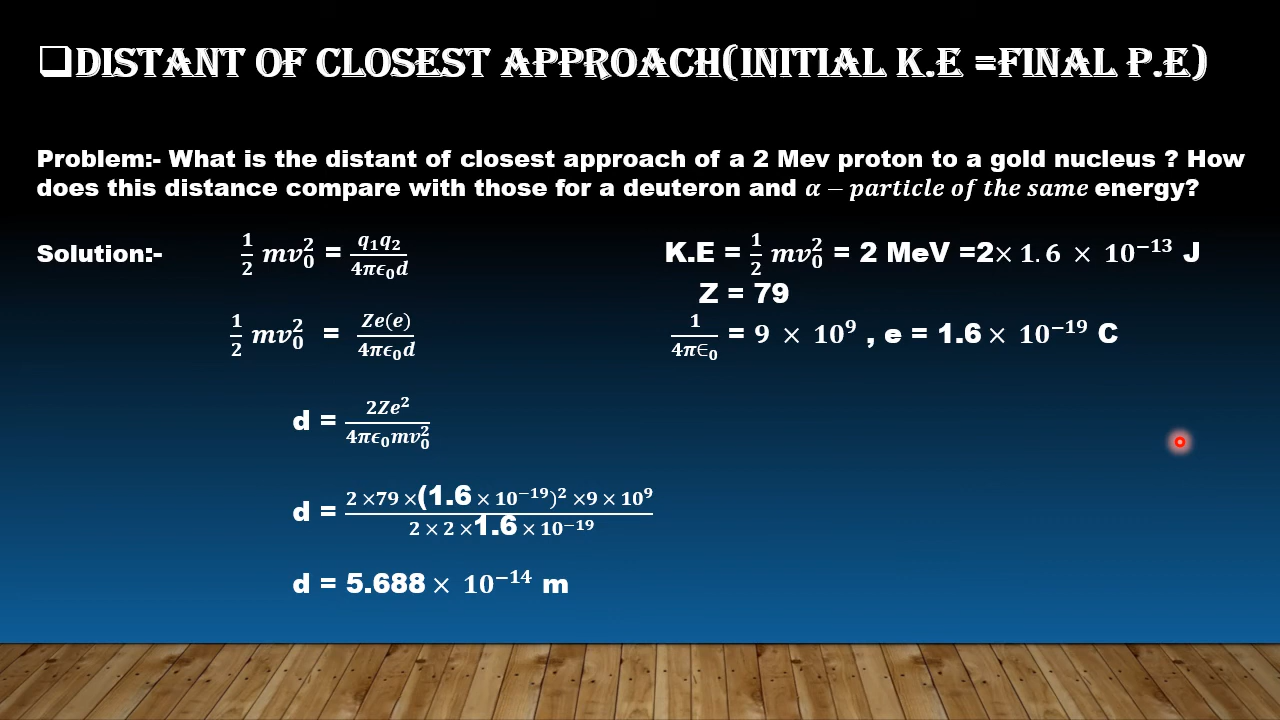 ❑DISTANT OF CLOSEST APPROACH(INITIAL K.E =FINAL P.E)
Problem:- What is the distant of closest approach of a 2 Mev proton to a gold nucleus ? How
does this distance compare with those for a deuteron and α − particle of the same energy?
Solution:- 1/2 mv₀² = q₁q₂/4πϵ₀d K.E = 1/2 mv₀² = 2 MeV =2× 1.6 × 10⁻¹³ J
Z = 79
1/2 mv₀² = Ze(e)/4πϵ₀d 1/4π∈₀ = 9 × 10⁹ , e = 1.6× 10⁻¹⁹ C
d = 2Ze²/4πϵ₀mv₀²
d = 2 ×79 ×(1.6 × 10⁻¹⁹)² ×9 × 10⁹/2 × 2 ×1.6 × 10⁻¹⁹
d = 5.688 × 10⁻¹⁴ m